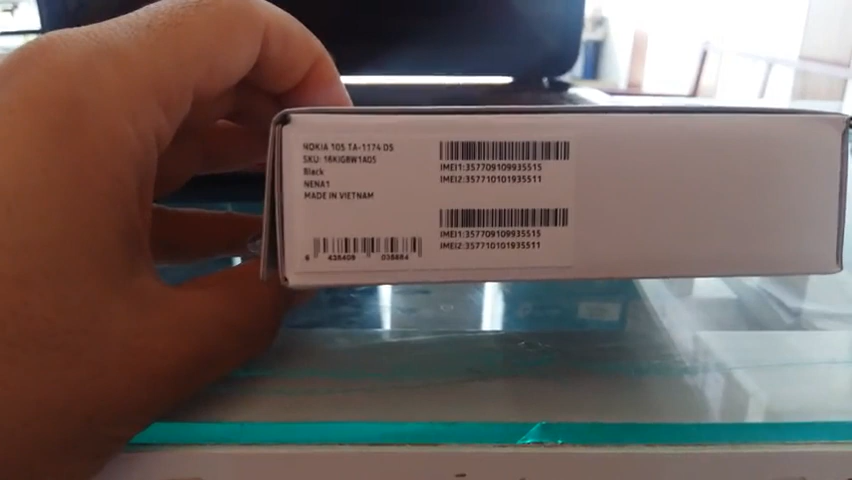 NOKIA 105 TA-1174 DS
SKU: 16KIGBW1A05
Black
NENA1
MADE IN VIETNAM
6 438409 038884
IMEI1:357709109935515
IMEI2:357710101935511
IMEI1:357709109935515
IMEI2:357710101935511